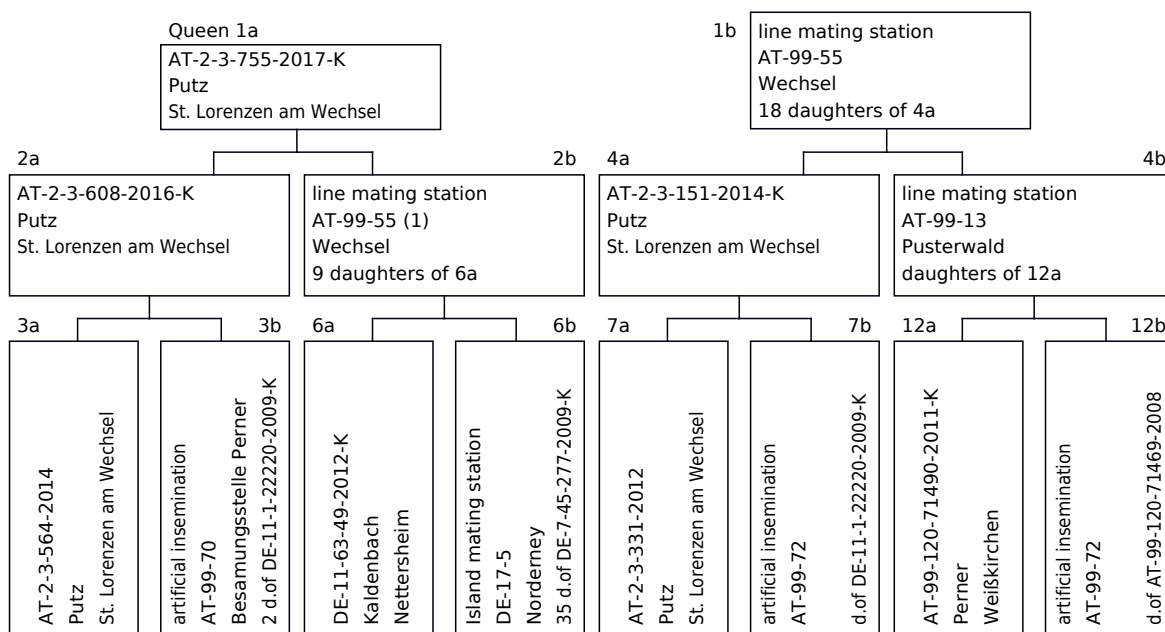 Queen 1a
AT-2-3-755-2017-K
Putz
St. Lorenzen am Wechsel
1b
line mating station
AT-99-55
Wechsel
18 daughters of 4a
2a
AT-2-3-608-2016-K
Putz
St. Lorenzen am Wechsel
2b
line mating station
AT-99-55 (1)
Wechsel
9 daughters of 6a
4a
AT-2-3-151-2014-K
Putz
St. Lorenzen am Wechsel
4b
line mating station
AT-99-13
Pusterwald
daughters of 12a
3a
AT-2-3-564-2014
Putz
St. Lorenzen am Wechsel
3b
artificial insemination
AT-99-70
Besamungsstelle Perner
2 d.of DE-11-1-22220-2009-K
6a
DE-11-63-49-2012-K
Kaldenbach
Nettersheim
6b
Island mating station
DE-17-5
Norderney
35 d.of DE-7-45-277-2009-K
7a
AT-2-3-331-2012
Putz
St. Lorenzen am Wechsel
7b
artificial insemination
AT-99-72
d.of DE-11-1-22220-2009-K
12a
AT-99-120-71490-2011-K
Perner
Weißkirchen
12b
artificial insemination
AT-99-72
d.of AT-99-120-71469-2008